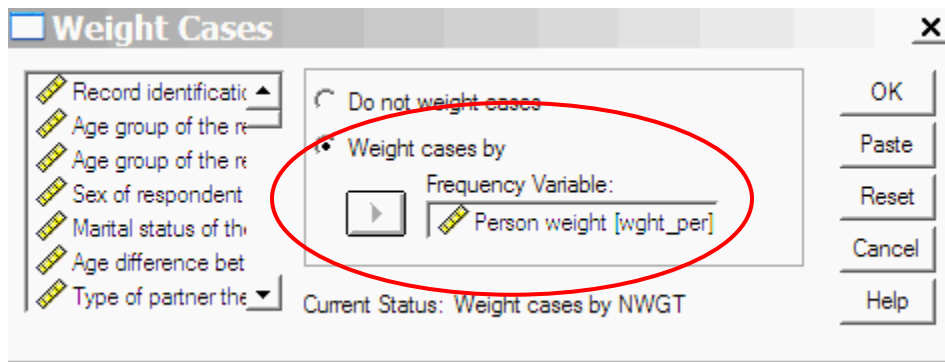 Weight Cases
Record identificatic
Age group of the re
Age group of the re
Sex of respondent
Marital status of the
Age difference bet
Type of partner the
Do not weight cases
Weight cases by
Frequency Variable:
Person weight [wght_per]
Current Status: Weight cases by NWGT
OK
Paste
Reset
Cancel
Help